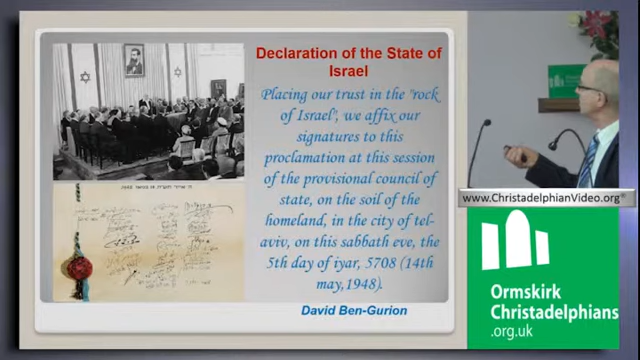 Declaration of the State of
Israel
Placing our trust in the "rock
of Israel", we affix our
signatures to this
proclamation at this session
of the provisional council of
state, on the soil of the
homeland, in the city of tel-
aviv, on this sabbath eve, the
5th day of iyar, 5708 (14th
may,1948).
David Ben-Gurion
www.ChristadelphianVideo.org
Ormskirk
Christadelphians
.org.uk